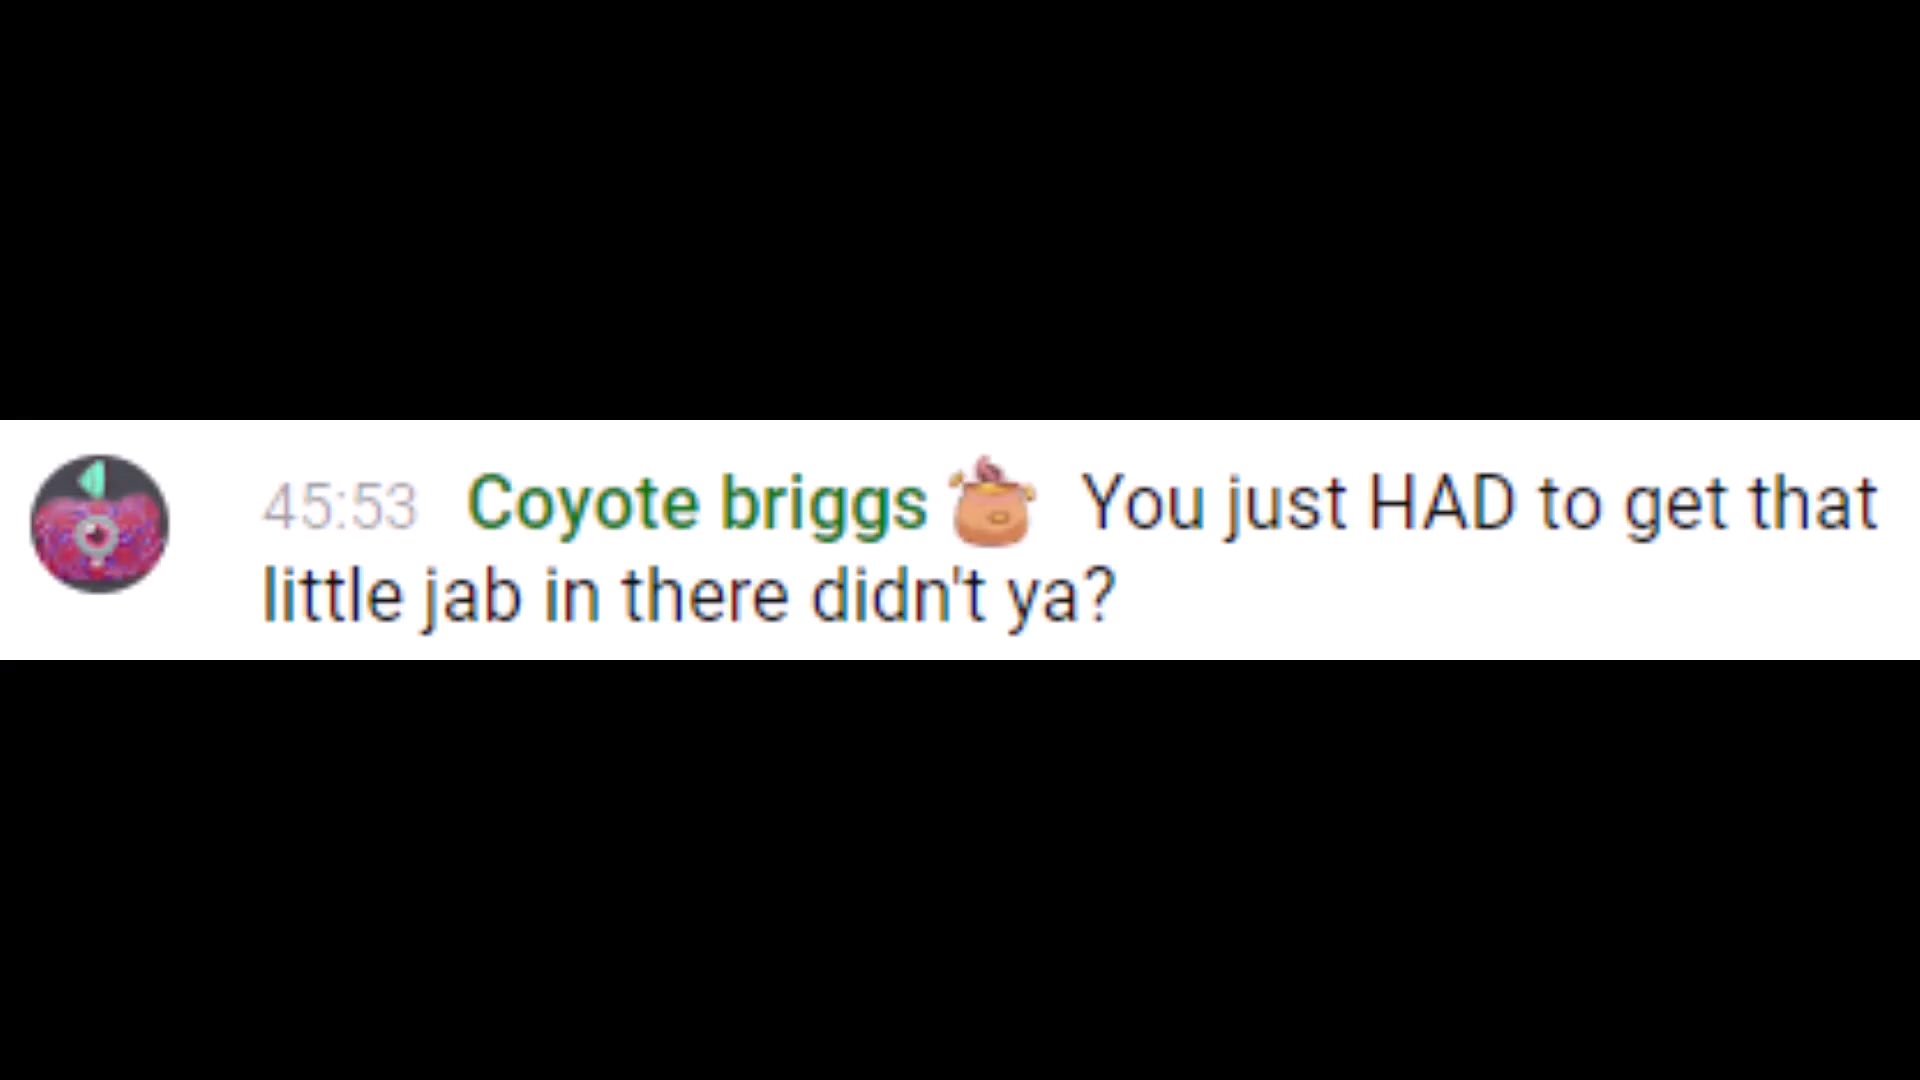 45:53 Coyote briggs You just HAD to get that
little jab in there didn't ya?